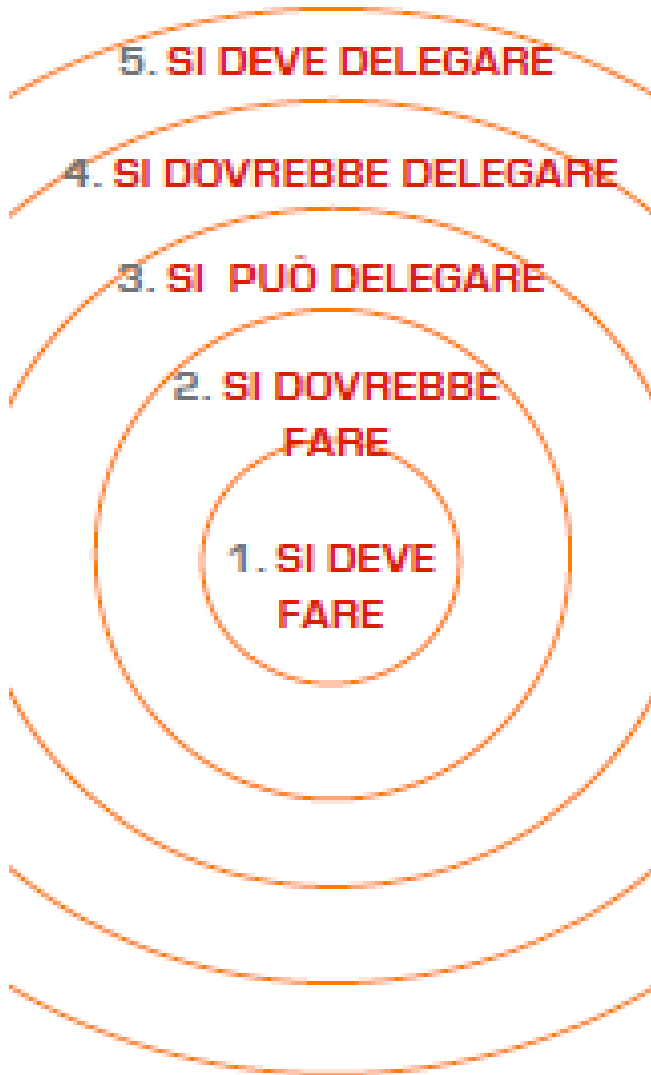 5. SI DEVE DELEGARE
4. SI DOVREBBE DELEGARE
3. SI PUÒ DELEGARE
2. SI DOVREBBE
FARE
1. SI DEVE
FARE